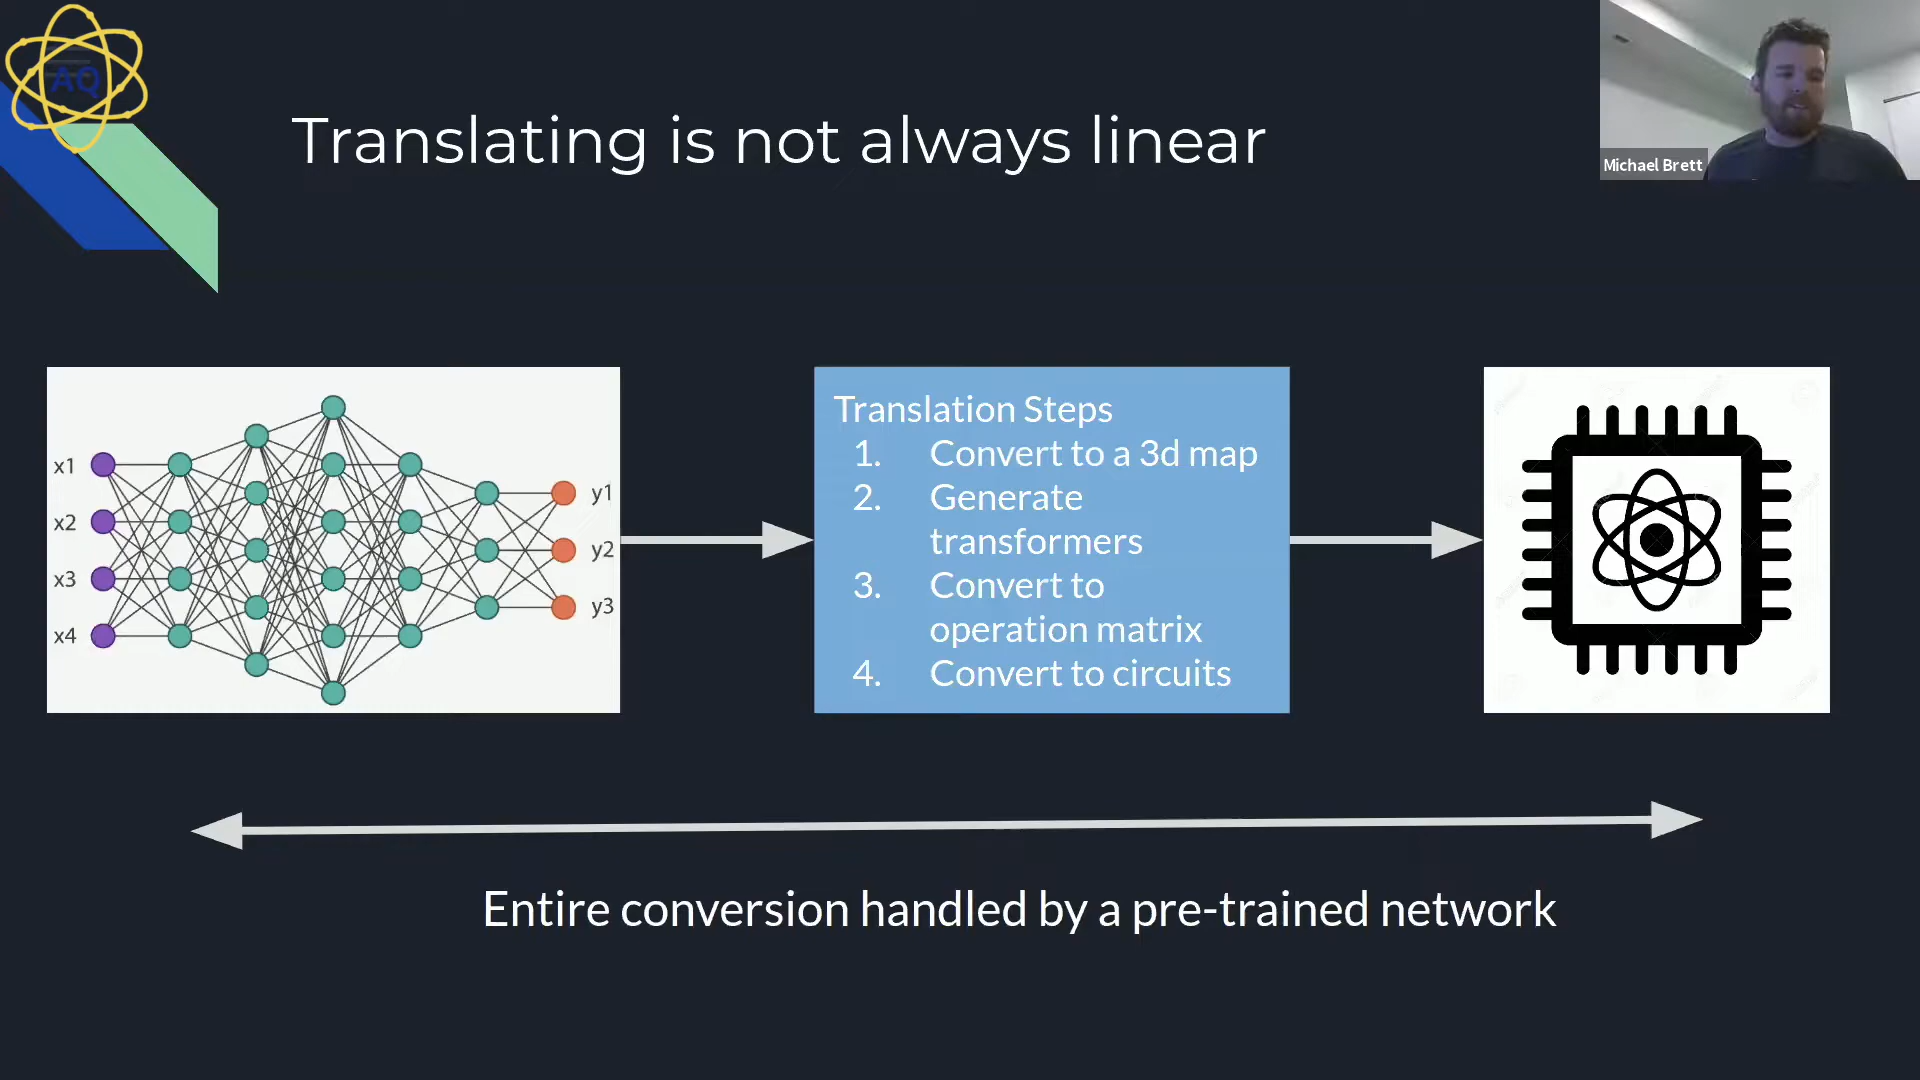 AQ
Translating is not always linear
Michael Brett
x1
x2
x3
x4
y1
y2
y3
Translation Steps
1. Convert to a 3d map
2. Generate
transformers
3. Convert to
operation matrix
4. Convert to circuits
Entire conversion handled by a pre-trained network